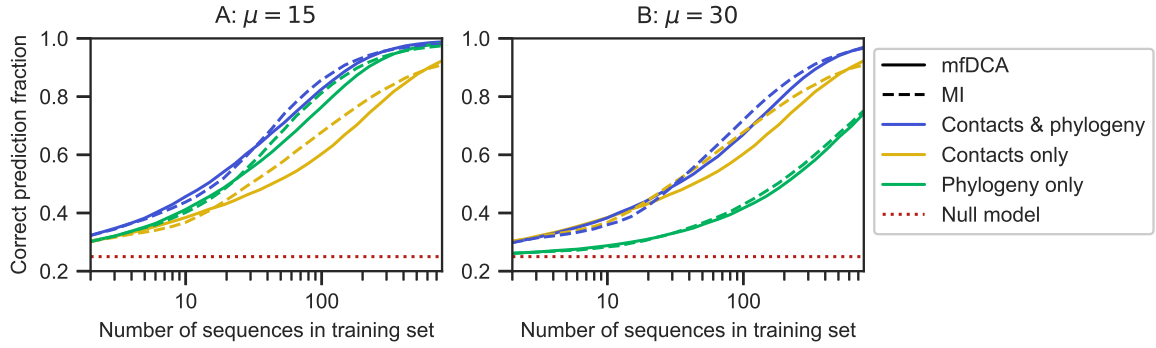 A: μ = 15
B: μ = 30
Correct prediction fraction
1.0
0.8
0.6
0.4
0.2
10
100
Number of sequences in training set
1.0
0.8
0.6
0.4
0.2
10
100
Number of sequences in training set
mfDCA
MI
Contacts & phylogeny
Contacts only
Phylogeny only
Null model